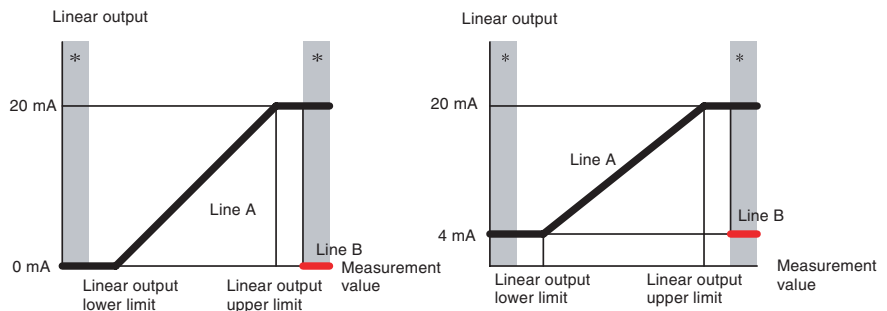 Linear output
*
*
20 mA
Line A
Line B
0 mA
Measurement
value
Linear output
lower limit
Linear output
upper limit
Linear output
*
*
20 mA
Line A
Line B
4 mA
Measurement
value
Linear output
lower limit
Linear output
upper limit